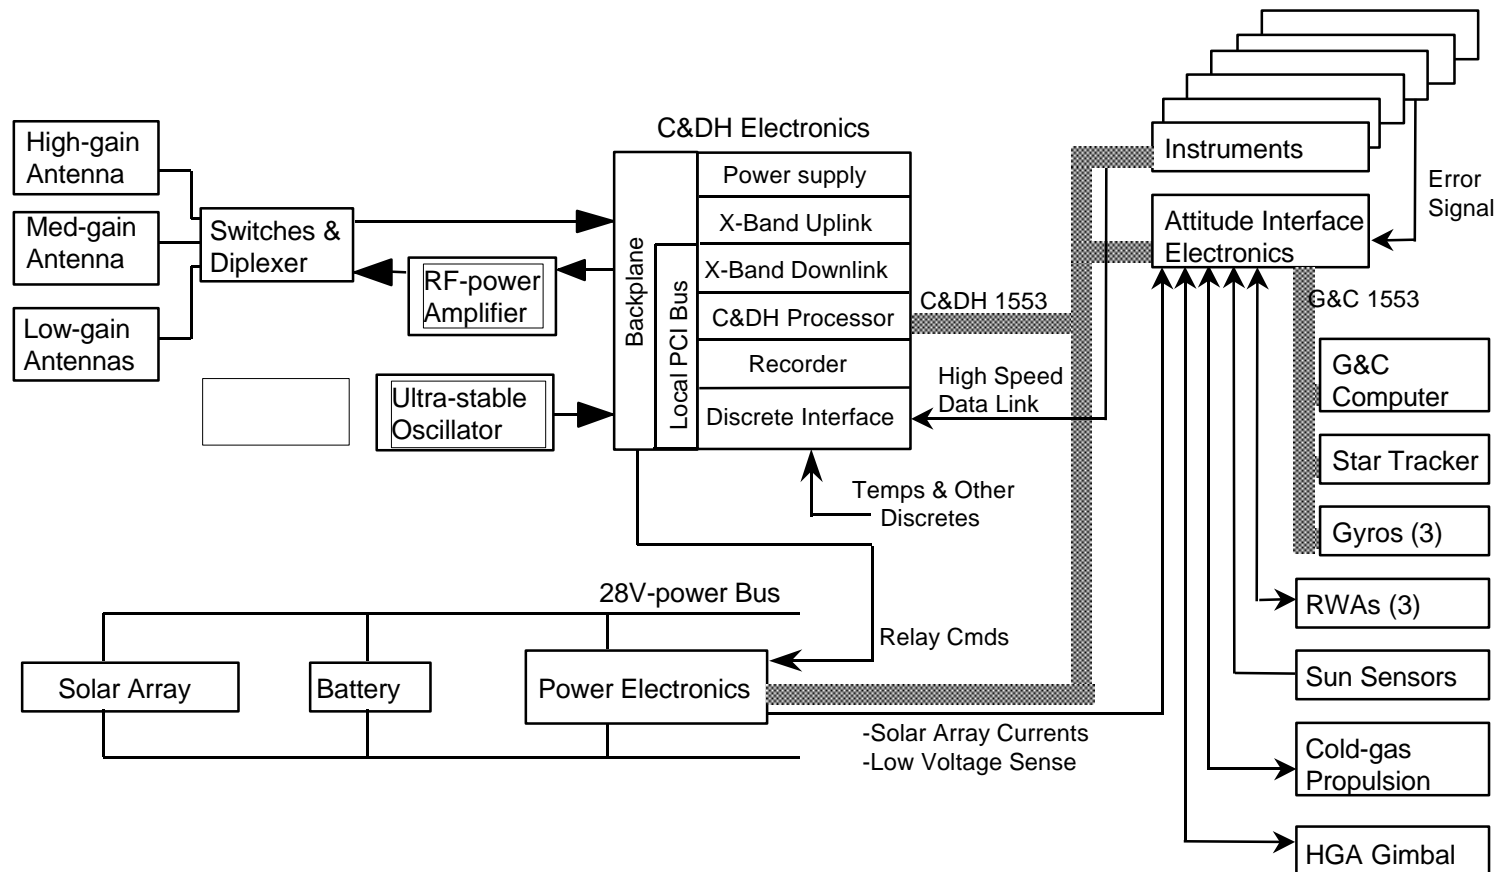 High-gain
Antenna
Med-gain
Antenna
Low-gain
Antennas
Switches &
Diplexer
RF-power
Amplifier
Ultra-stable
Oscillator
C&DH Electronics
Backplane
Local PCI Bus
Power supply
X-Band Uplink
X-Band Downlink
C&DH Processor
Recorder
Discrete Interface
C&DH 1553
High Speed
Data Link
Temps & Other
Discretes
Instruments
Error
Signal
Attitude Interface
Electronics
G&C 1553
G&C
Computer
Star Tracker
Gyros (3)
RWAs (3)
Sun Sensors
Cold-gas
Propulsion
HGA Gimbal
28V-power Bus
Relay Cmds
Solar Array
Battery
Power Electronics
-Solar Array Currents
-Low Voltage Sense